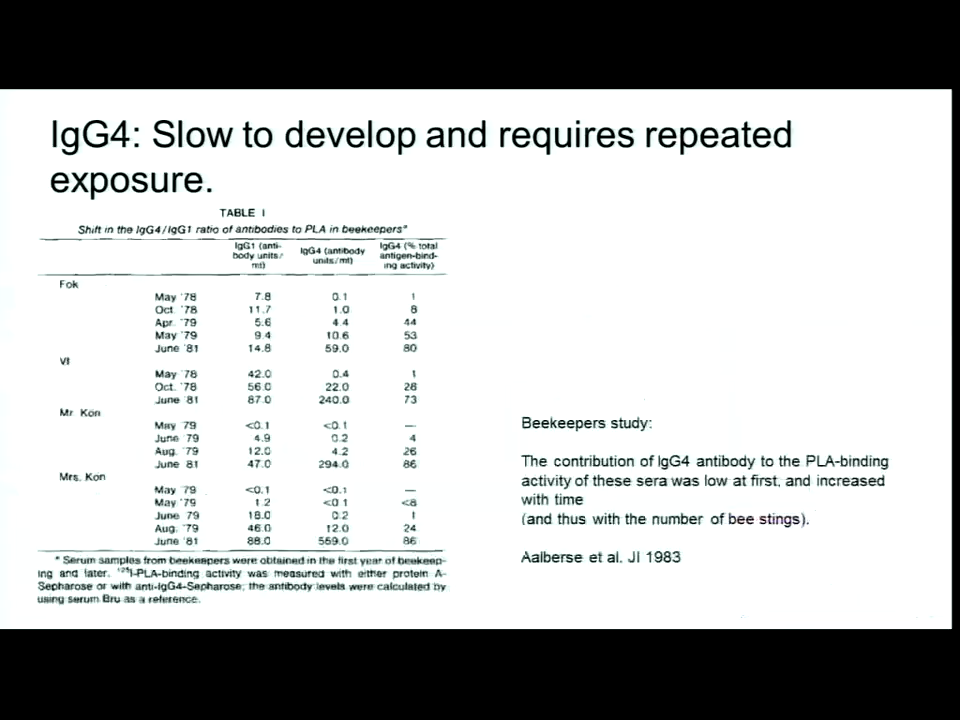 IgG4: Slow to develop and requires repeated
exposure.
TABLE I
Shift in the IgG4/IgG1 ratio of antibodies to PLA in beekeepers*
IgG1 (anti- IgG4 (antibody IgG4 (% total
body units/ units/ml) antigen-bind-
ml) ing activity)
Fok
May '78 7.8 0.1 1
Oct. '78 11.7 1.0 8
Apr. '79 5.6 4.4 44
May '79 9.4 10.6 53
June '81 14.8 59.0 80
Vl
May '78 42.0 0.4 1
Oct. '78 56.0 22.0 28
June '81 87.0 240.0 73
Mr. Kon
May '79 <0.1 <0.1 —
June '79 4.9 0.2 4
Aug. '79 12.0 4.2 26
June 81 47.0 294.0 86
Mrs. Kon
May '79 <0.1 <0.1 —
May '79 1.2 <0.1 <8
June 79 18.0 0.2 1
Aug. '79 46.0 12.0 24
June '81 88.0 559.0 86
* Serum samples from beekeepers were obtained in the first year of beekeep-
ing and later. ¹²⁵I-PLA-binding activity was measured with either protein A-
Sepharose or with anti-IgG4-Sepharose; the antibody levels were calculated by
using serum Bru as a reference.
Beekeepers study:
The contribution of IgG4 antibody to the PLA-binding
activity of these sera was low at first, and increased
with time
(and thus with the number of bee stings).
Aalberse et al. JI 1983